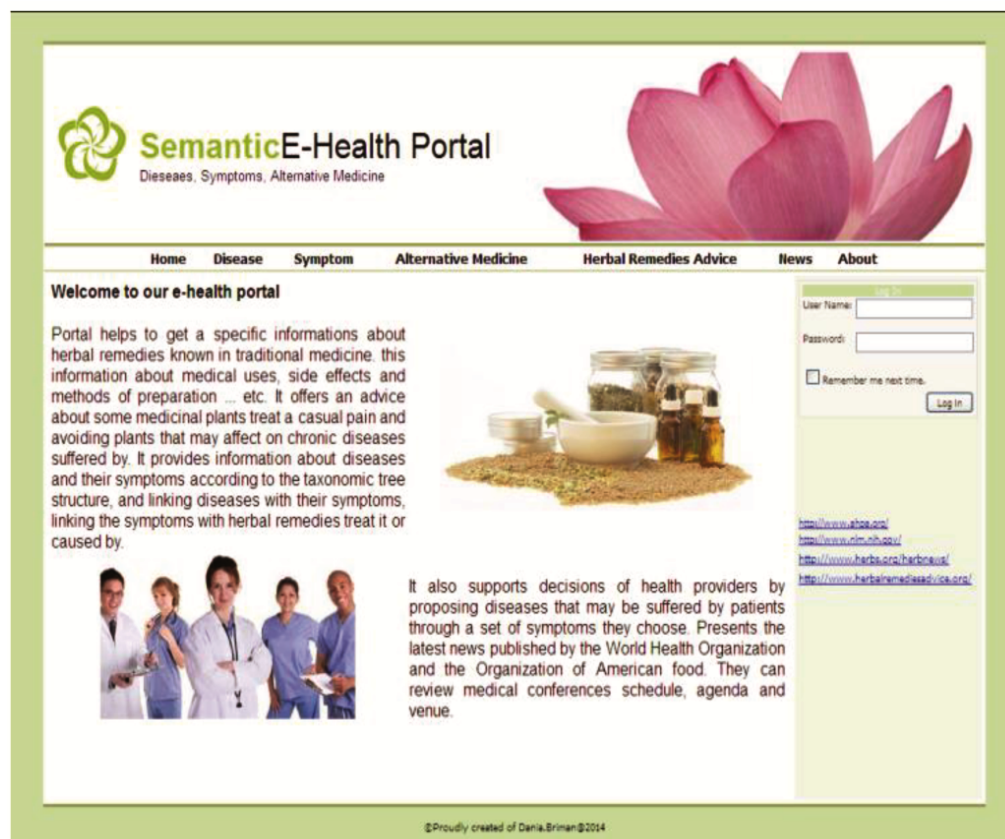 SemanticE-Health Portal
Dieseaes, Symptoms, Alternative Medicine
Home Disease Symptom Alternative Medicine Herbal Remedies Advice News About
Welcome to our e-health portal
Portal helps to get a specific informations about
herbal remedies known in traditional medicine. this
information about medical uses, side effects and
methods of preparation ... etc. It offers an advice
about some medicinal plants treat a casual pain and
avoiding plants that may affect on chronic diseases
suffered by. It provides information about diseases
and their symptoms according to the taxonomic tree
structure, and linking diseases with their symptoms,
linking the symptoms with herbal remedies treat it or
caused by.
It also supports decisions of health providers by
proposing diseases that may be suffered by patients
through a set of symptoms they choose. Presents the
latest news published by the World Health Organization
and the Organization of American food. They can
review medical conferences schedule, agenda and
venue.
Log In
User Name:
Password:
Remember me next time.
Log In
http://www.nlm.nih.gov/
http://www.herbs.org/herbnews/
http://www.herbalremediesadvice.org/
©Proudly created of Dania.Briman@2014